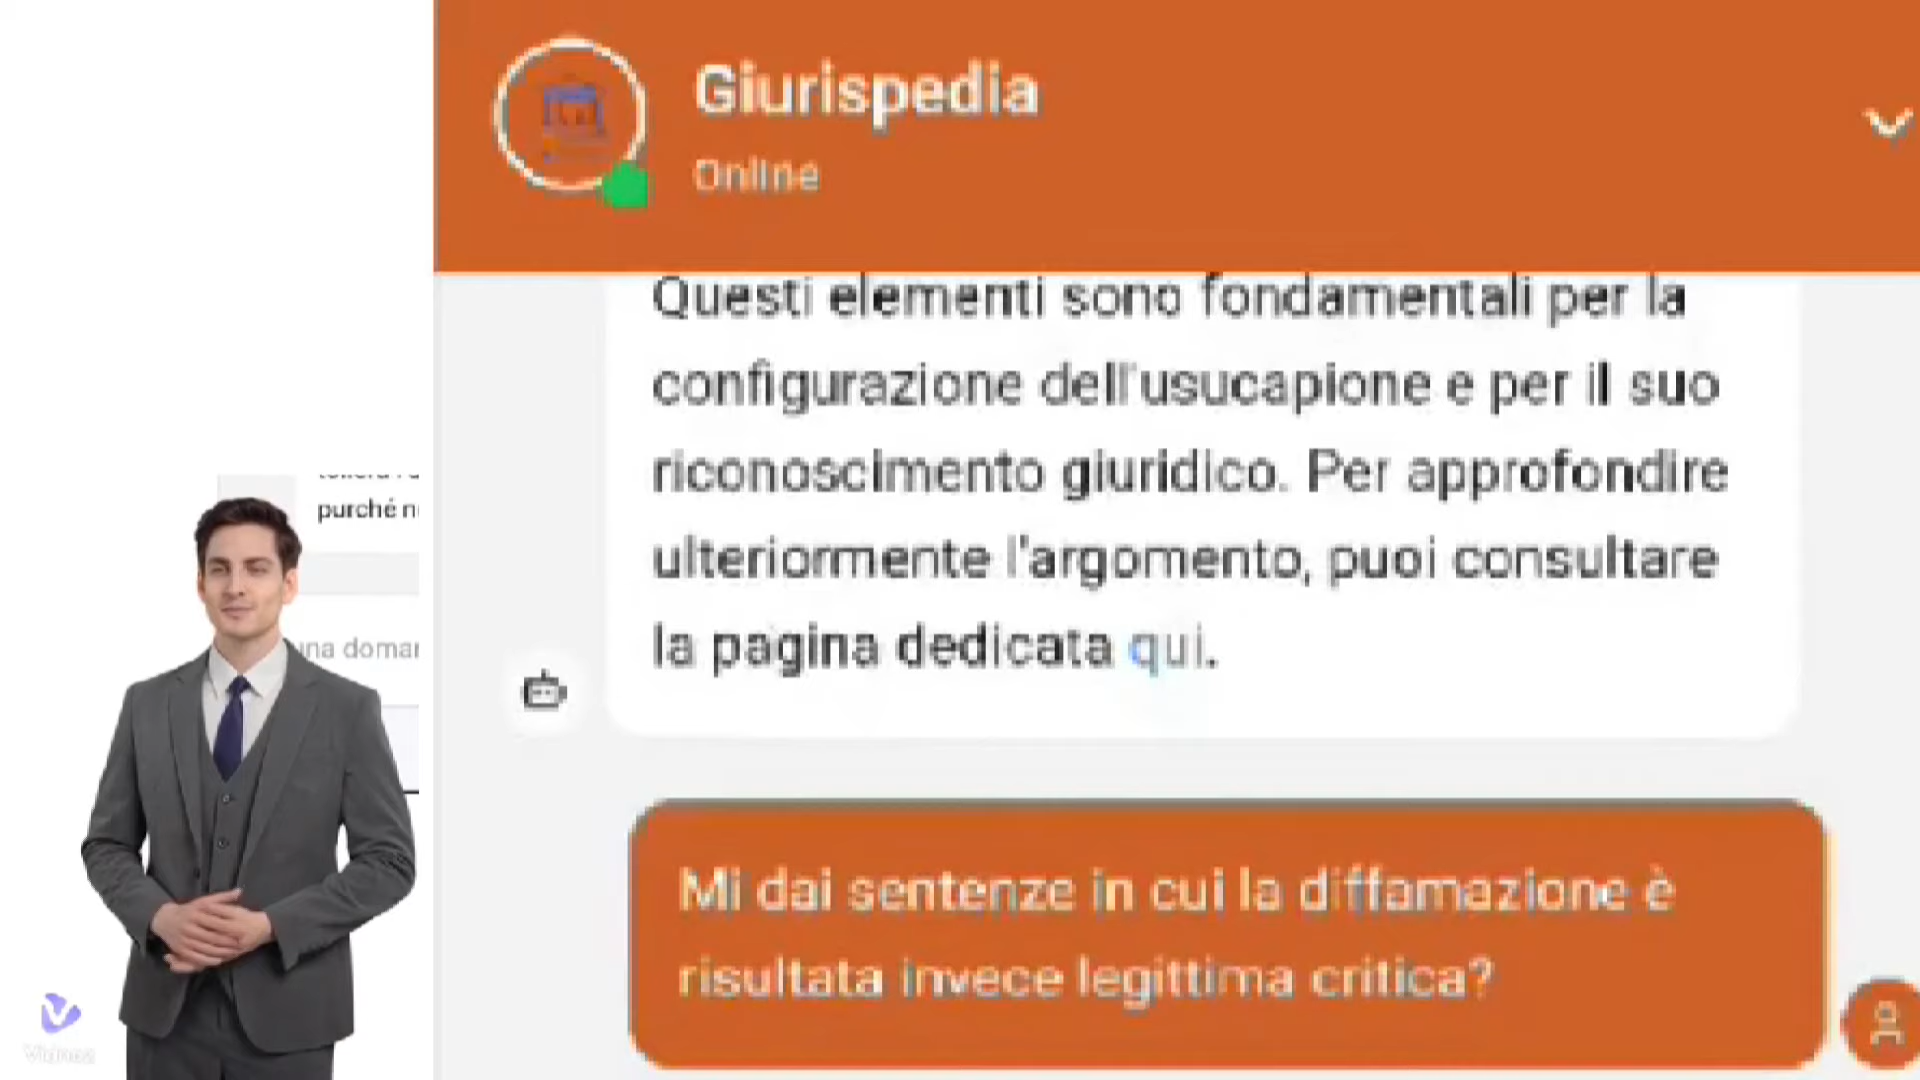 Giurispedia
Online
Questi elementi sono fondamentali per la
configurazione dell'usucapione e per il suo
riconoscimento giuridico. Per approfondire
ulteriormente l'argomento, puoi consultare
la pagina dedicata qui.
Mi dai sentenze in cui la diffamazione è
risultata invece legittima critica?
purché
Vidnoz